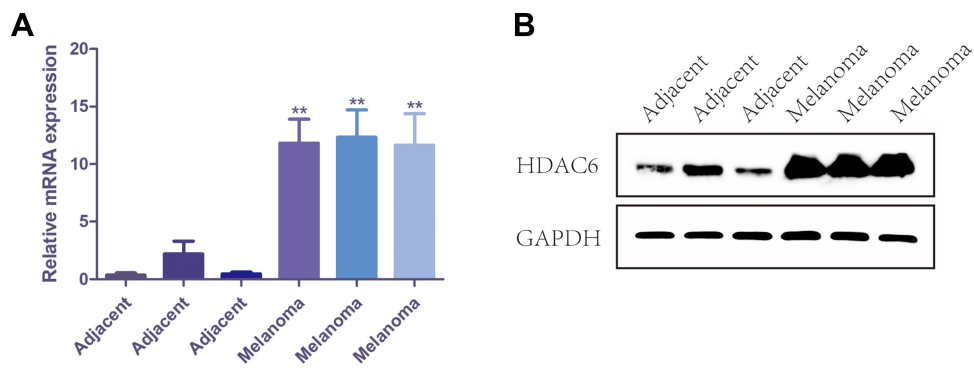 A
Relative mRNA expression
20
15
10
5
0
** ** **
Adjacent
Adjacent
Adjacent
Melanoma
Melanoma
Melanoma
B
Adjacent
Adjacent
Adjacent
Melanoma
Melanoma
Melanoma
HDAC6
GAPDH